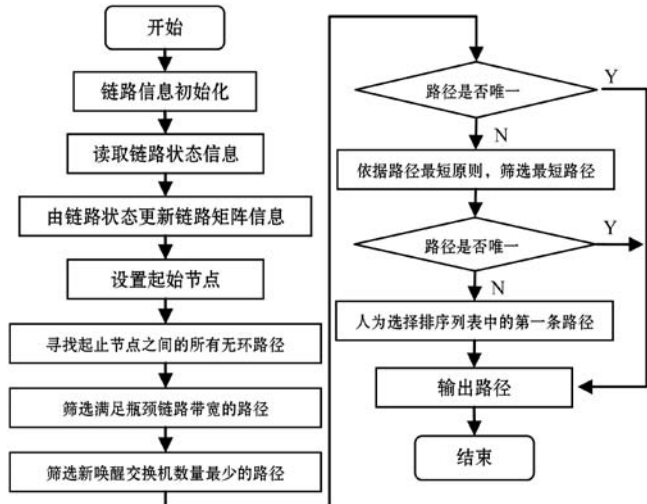 开始
链路信息初始化
读取链路状态信息
由链路状态更新链路矩阵信息
设置起始节点
寻找起止节点之间的所有无环路径
筛选满足瓶颈链路带宽的路径
筛选新唤醒交换机数量最少的路径
路径是否唯一
Y
N
依据路径最短原则，筛选最短路径
路径是否唯一
Y
N
人为选择排序列表中的第一条路径
输出路径
结束